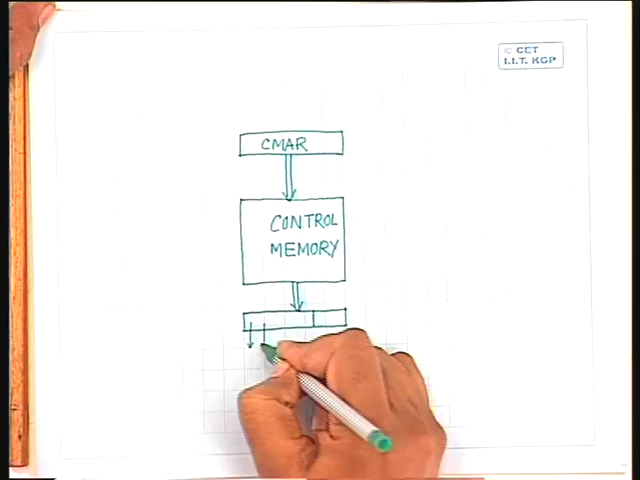 © CET
I.I.T. KGP
CMAR
CONTROL
MEMORY